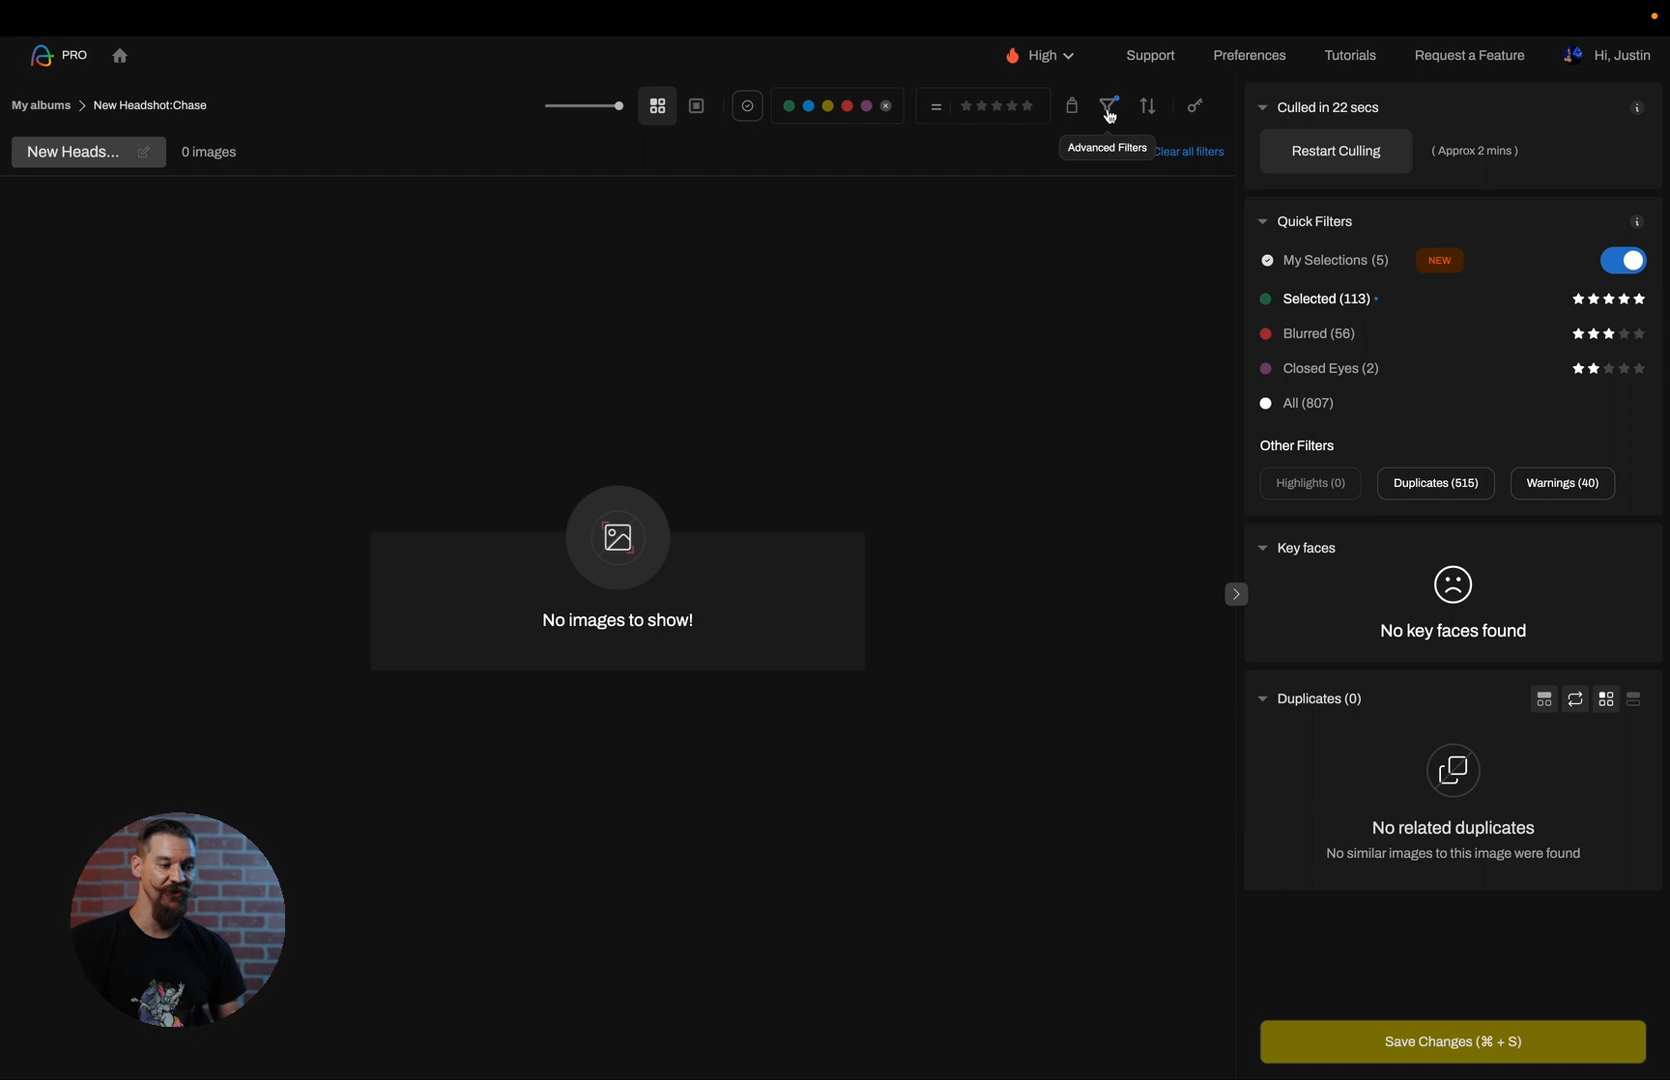 PRO
High
Support
Preferences
Tutorials
Request a Feature
Hi, Justin
My albums > New Headshot:Chase
Advanced Filters
Clear all filters
New Heads...
0 images
No images to show!
Culled in 22 secs
Restart Culling
( Approx 2 mins )
Quick Filters
My Selections (5)
NEW
Selected (113)
Blurred (56)
Closed Eyes (2)
All (807)
Other Filters
Highlights (0)
Duplicates (515)
Warnings (40)
Key faces
No key faces found
Duplicates (0)
No related duplicates
No similar images to this image were found
Save Changes (⌘ + S)